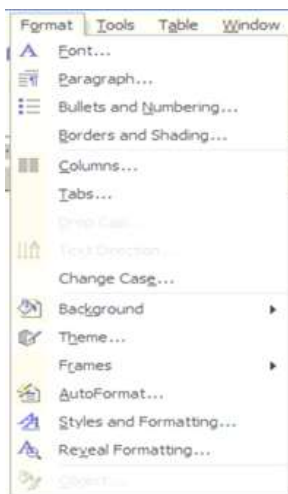 Format Tools Table Window
Font...
Paragraph...
Bullets and Numbering...
Borders and Shading...
Columns...
Tabs...
Drop Cap...
Text Direction...
Change Case...
Background
Theme...
Frames
AutoFormat...
Styles and Formatting...
Reveal Formatting...
Object...